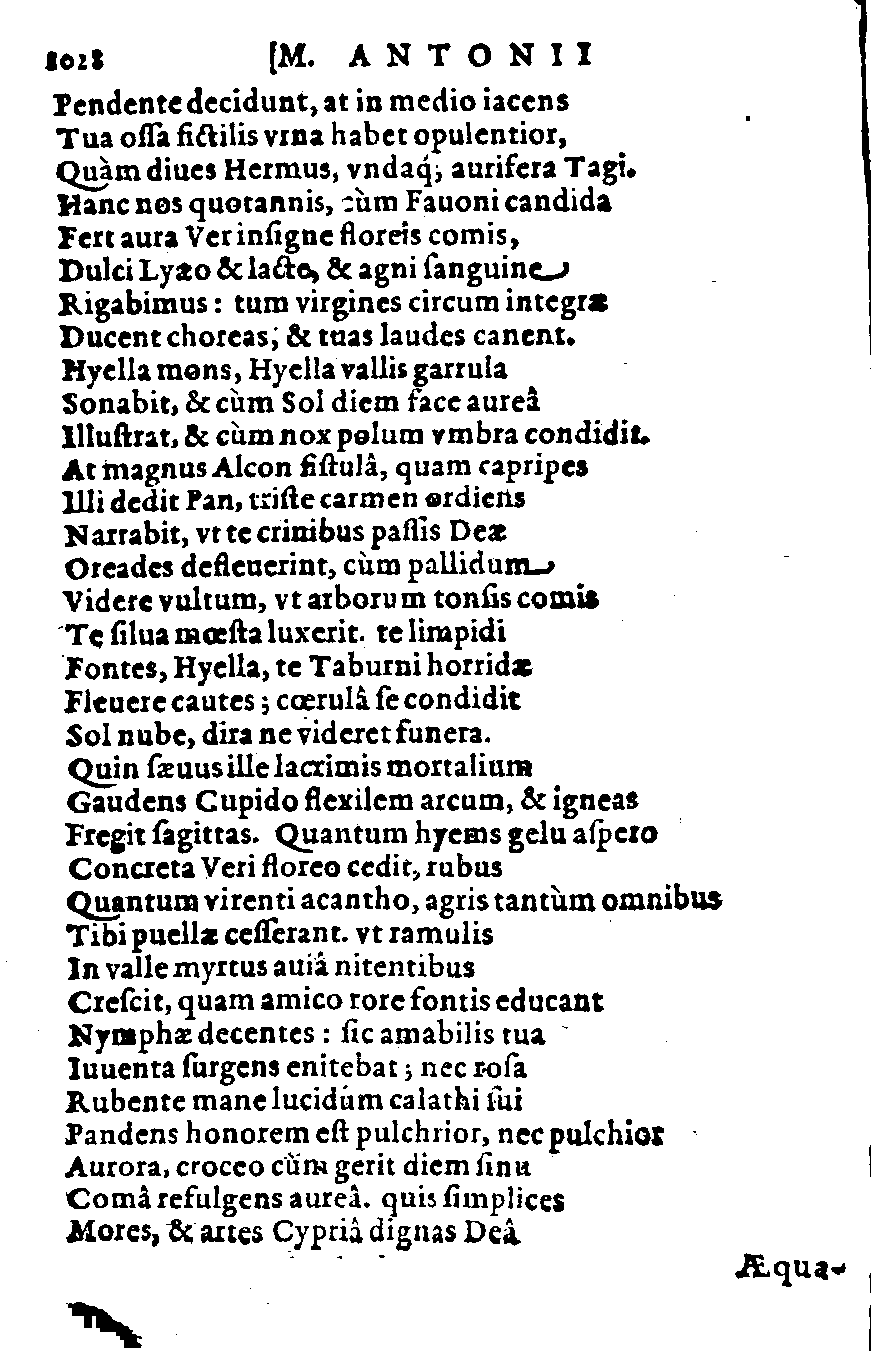 1028 [M. ANTONII
Pendente decidunt, at in medio iacens
Tua ossa fictilis vrna habet opulentior,
Quàm diues Hermus, vndaq́; aurifera Tagi.
Hanc nos quotannis, cùm Fauoni candida
Fert aura Ver insigne floreis comis,
Dulci Lyæo & lacte, & agni sanguine
Rigabimus: tum virgines circum integræ
Ducent choreas; & tuas laudes canent.
Hyella mons, Hyella vallis garrula
Sonabit, & cùm Sol diem face aureâ
Illustrat, & cùm nox polum vmbra condidit.
At magnus Alcon fistulâ, quam capripes
Illi dedit Pan, triste carmen ordiens
Narrabit, vt te crinibus passis Deæ
Oreades defleuerint, cùm pallidum
Videre vultum, vt arborum tonsis comis
Te silua mœsta luxerit. te limpidi
Fontes, Hyella, te Taburni horridæ
Fleuere cautes; cœrulâ se condidit
Sol nube, dira ne videret funera.
Quin sæuus ille lacrimis mortalium
Gaudens Cupido flexilem arcum, & igneas
Fregit sagittas. Quantum hyems gelu aspero
Concreta Veri floreo cedit, rubus
Quantum virenti acantho, agris tantùm omnibus
Tibi puellæ cesserant. vt ramulis
In valle myrtus auiâ nitentibus
Crescit, quam amico rore fontis educant
Nymphæ decentes: sic amabilis tua
Iuuenta surgens enitebat; nec rosa
Rubente mane lucidúm calathi sui
Pandens honorem est pulchrior, nec pulchior
Aurora, croceo cùm gerit diem sinu
Comâ refulgens aureâ. quis simplices
Mores, & artes Cypriâ dignas Deâ
Æqua-